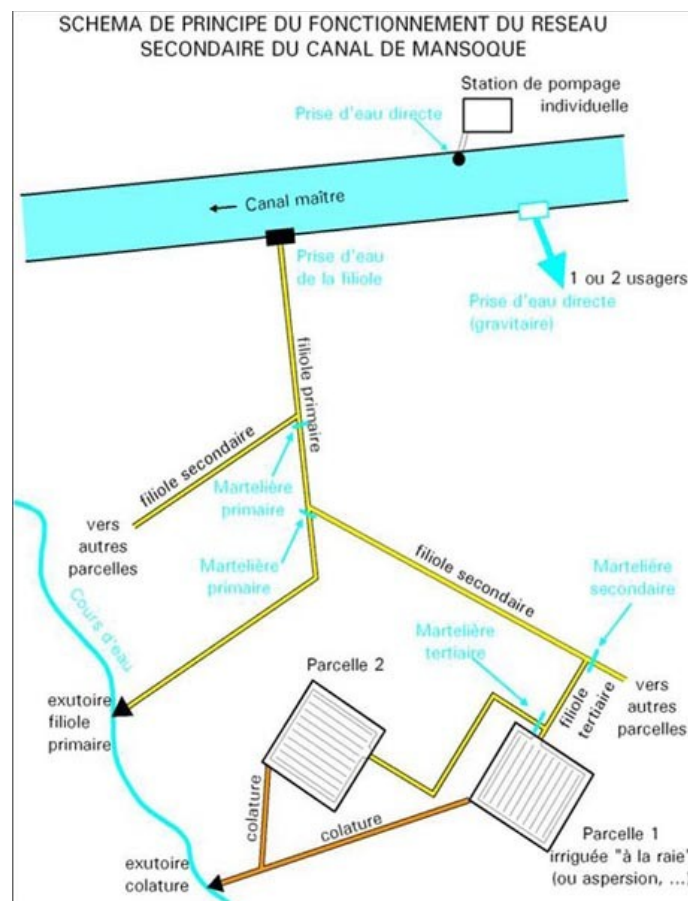 SCHEMA DE PRINCIPE DU FONCTIONNEMENT DU RESEAU
SECONDAIRE DU CANAL DE MANSOQUE
Station de pompage
individuelle
Prise d'eau directe
Canal maître
Prise d'eau
de la filiole
1 ou 2 usagers
Prise d'eau directe
(gravitaire)
filiole primaire
filiole secondaire
Martelière
primaire
vers
autres
parcelles
Martelière
primaire
filiole secondaire
Martelière
secondaire
Cours d'eau
Martelière
tertiaire
Parcelle 2
filiole
tertiaire
vers
autres
parcelles
exutoire
filiole
primaire
colature
colature
Parcelle 1
irriguée "à la raie"
(ou aspersion, ...)
exutoire
colature